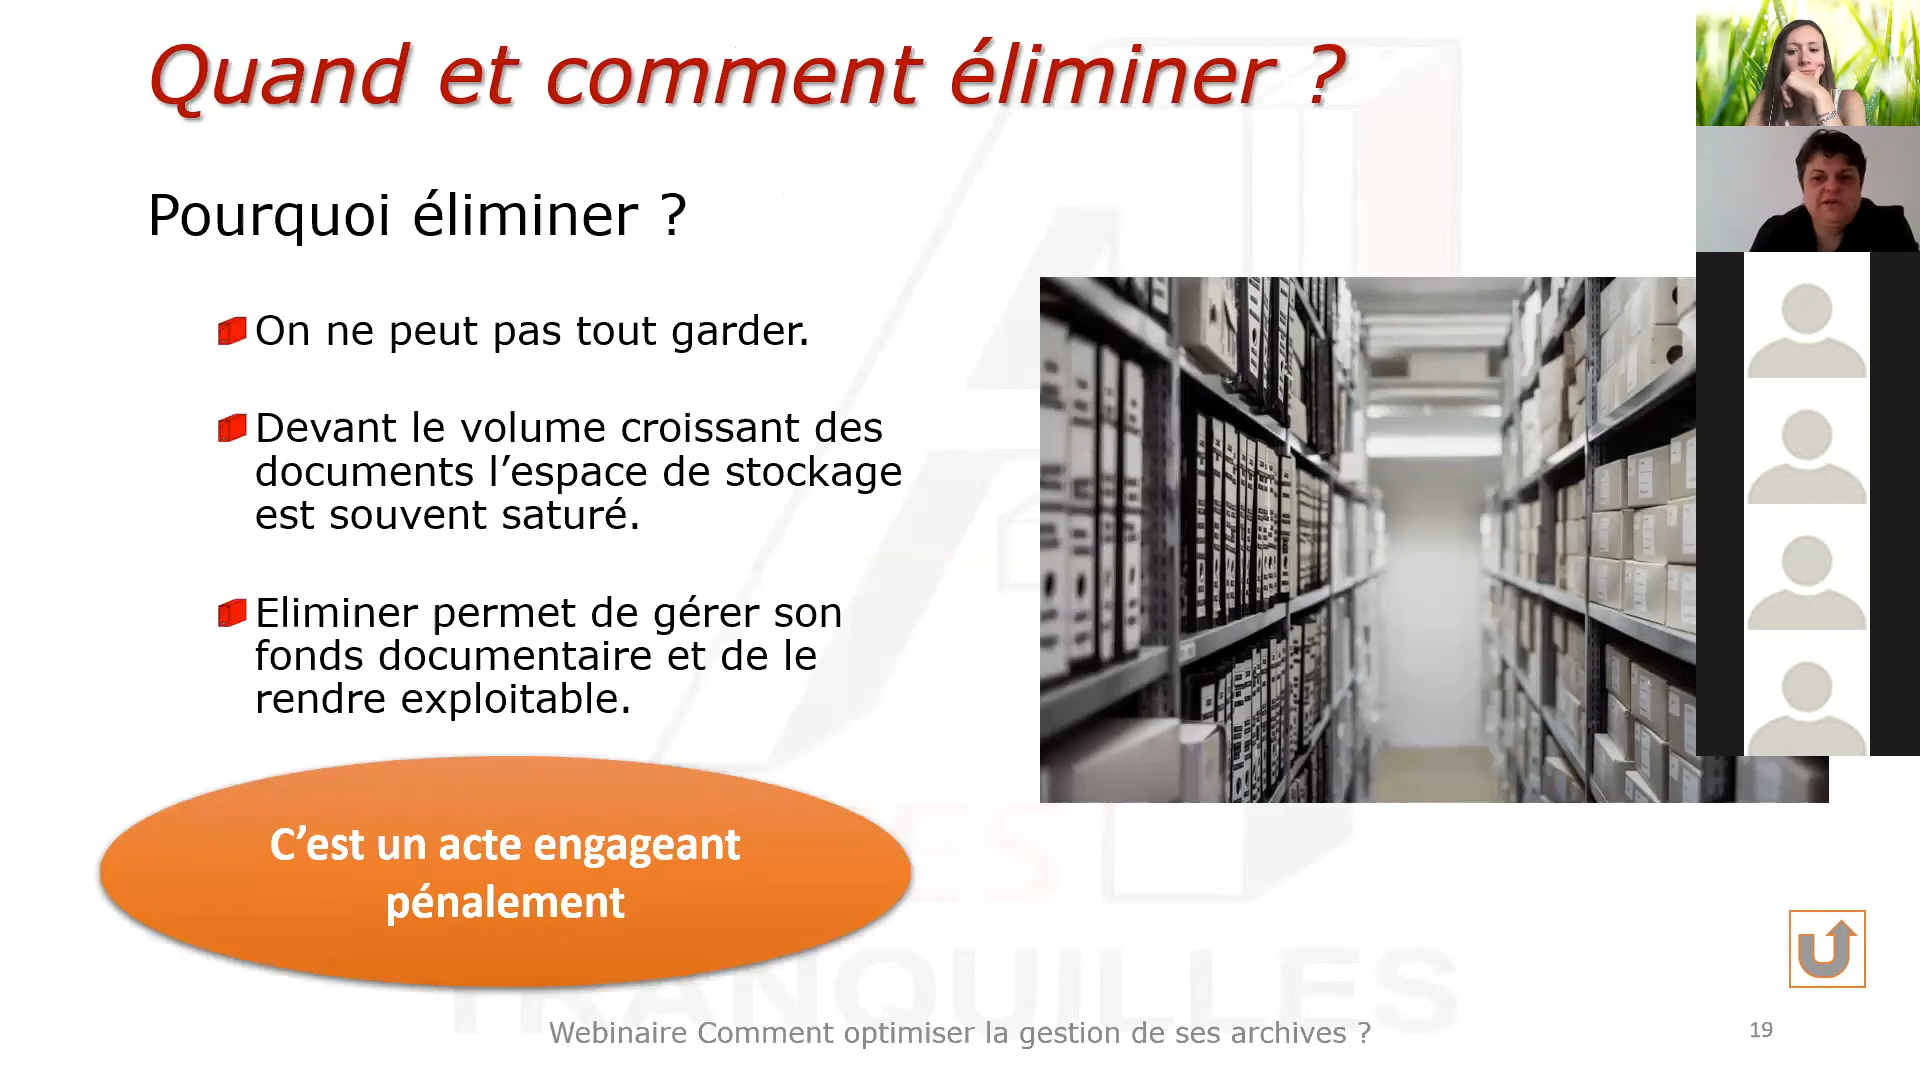 Quand et comment éliminer ?
Pourquoi éliminer ?
On ne peut pas tout garder.
Devant le volume croissant des
documents l’espace de stockage
est souvent saturé.
Eliminer permet de gérer son
fonds documentaire et de le
rendre exploitable.
C’est un acte engageant
pénalement
TRANQUILLES
Webinaire Comment optimiser la gestion de ses archives ?
19